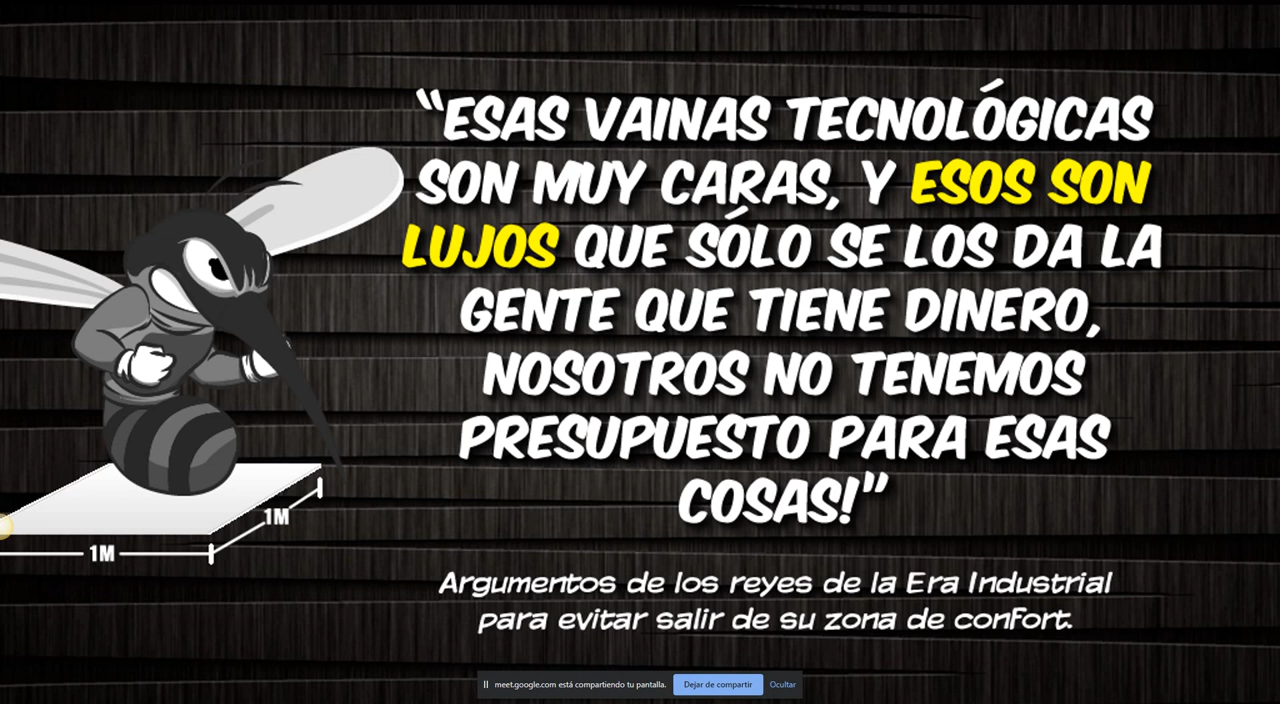 “ESAS VAINAS TECNOLÓGICAS
SON MUY CARAS, Y ESOS SON
LUJOS QUE SÓLO SE LOS DA LA
GENTE QUE TIENE DINERO,
NOSOTROS NO TENEMOS
PRESUPUESTO PARA ESAS
COSAS!”
1M
1M
Argumentos de los reyes de la Era Industrial
para evitar salir de su zona de confort.
meet.google.com está compartiendo tu pantalla. Dejar de compartir Ocultar